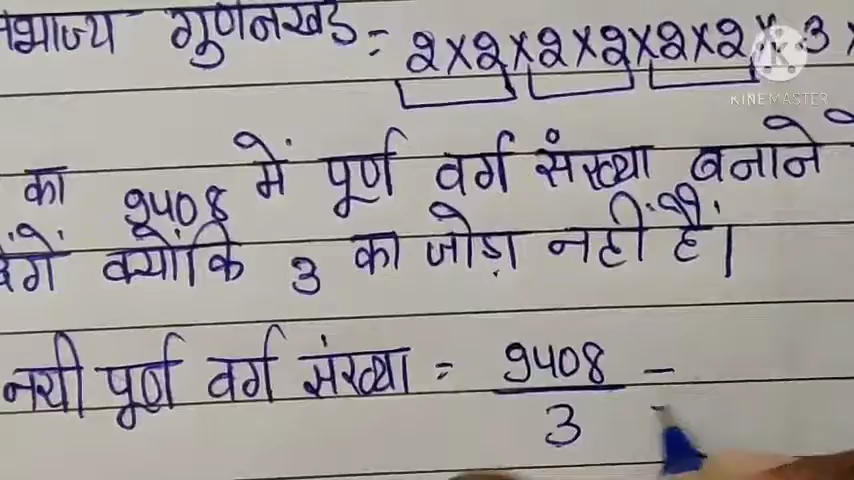 भाज्य गुणनखंड = 2×2×2×2×2×2×3×
KINEMASTER
का 9408 में पूर्ण वर्ग संख्या बनाने
क्योंकि 3 का जोड़ा नहीं हैं।
नयी पूर्ण वर्ग संख्या = 9408 =
3